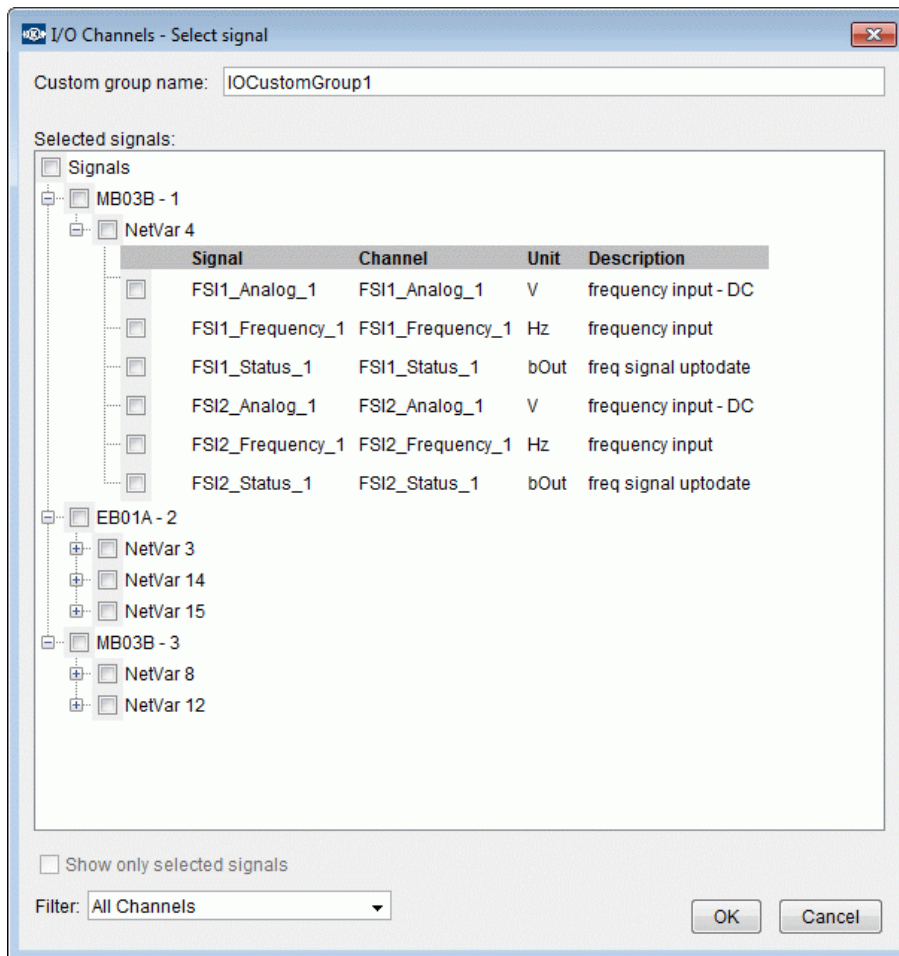 I/O Channels - Select signal
Custom group name: IOCustomGroup1
Selected signals:
Signals
MB03B - 1
NetVar 4
Signal Channel Unit Description
FSI1_Analog_1 FSI1_Analog_1 V frequency input - DC
FSI1_Frequency_1 FSI1_Frequency_1 Hz frequency input
FSI1_Status_1 FSI1_Status_1 bOut freq signal uptodate
FSI2_Analog_1 FSI2_Analog_1 V frequency input - DC
FSI2_Frequency_1 FSI2_Frequency_1 Hz frequency input
FSI2_Status_1 FSI2_Status_1 bOut freq signal uptodate
EB01A - 2
NetVar 3
NetVar 14
NetVar 15
MB03B - 3
NetVar 8
NetVar 12
Show only selected signals
Filter: All Channels
OK Cancel